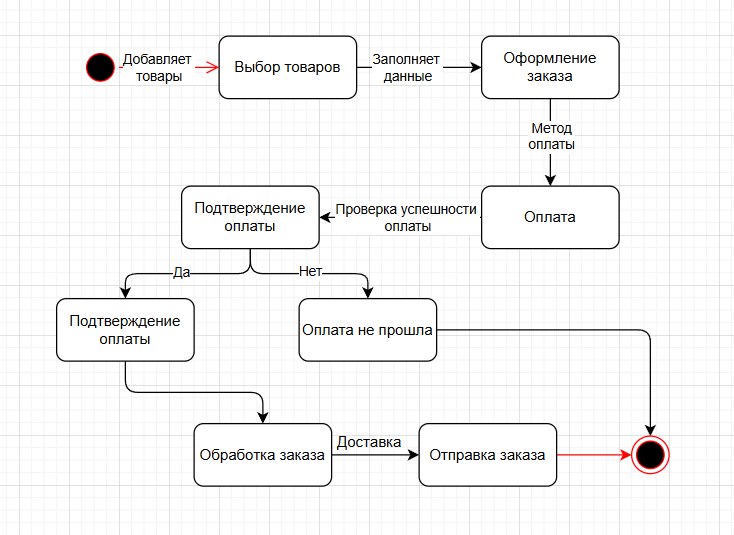 Добавляет
товары
Выбор товаров
Заполняет
данные
Оформление
заказа
Метод
оплаты
Оплата
Проверка успешности
оплаты
Подтверждение
оплаты
Да
Нет
Подтверждение
оплаты
Оплата не прошла
Обработка заказа
Доставка
Отправка заказа